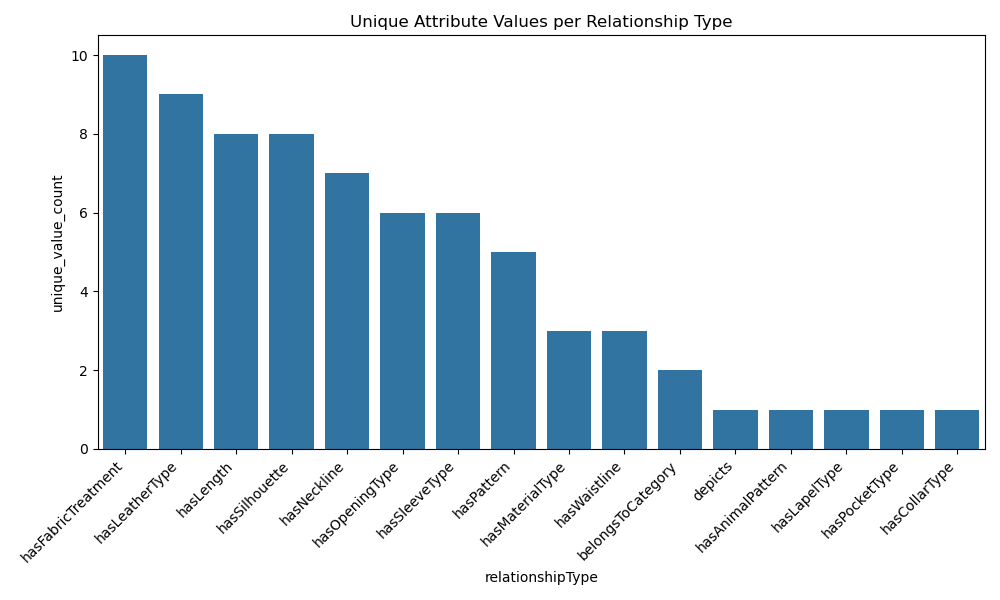 Unique Attribute Values per Relationship Type
unique_value_count
10
8
6
4
2
0
hasFabricTreatment
hasLeatherType
hasLength
hasSilhouette
hasNeckline
hasOpeningType
hasSleeveType
hasPattern
hasMaterialType
hasWaistline
belongsToCategory
depicts
hasAnimalPattern
hasLapelType
hasPocketType
hasCollarType
relationshipType